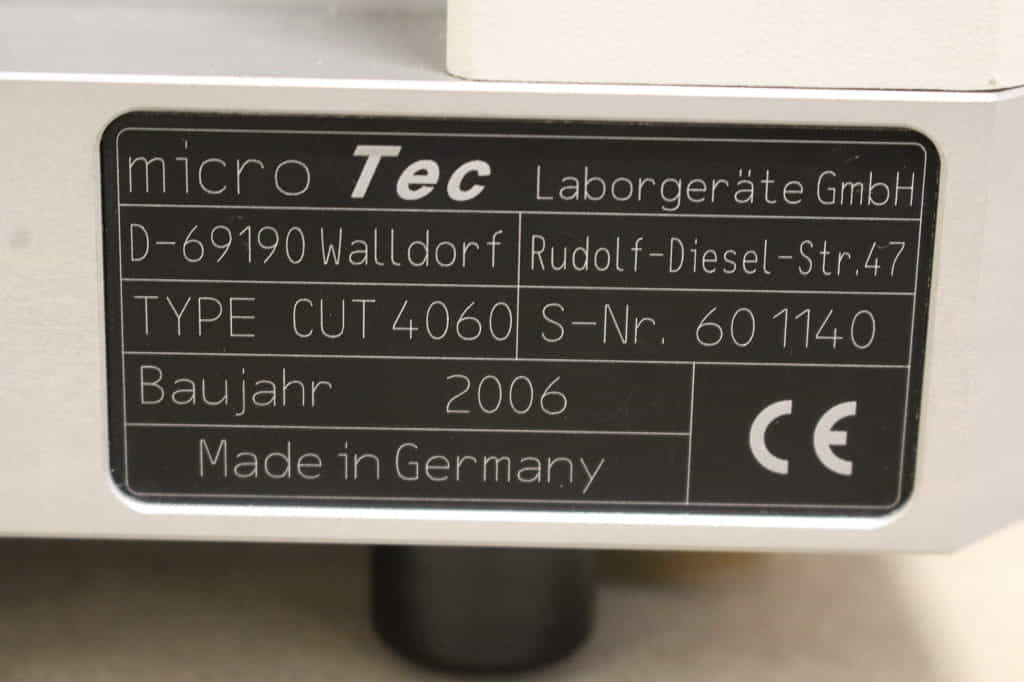 micro Tec Laborgeräte GmbH
D-69190 Walldorf Rudolf-Diesel-Str.47
TYPE CUT 4060 S-Nr. 60 1140
Baujahr 2006
CE
Made in Germany